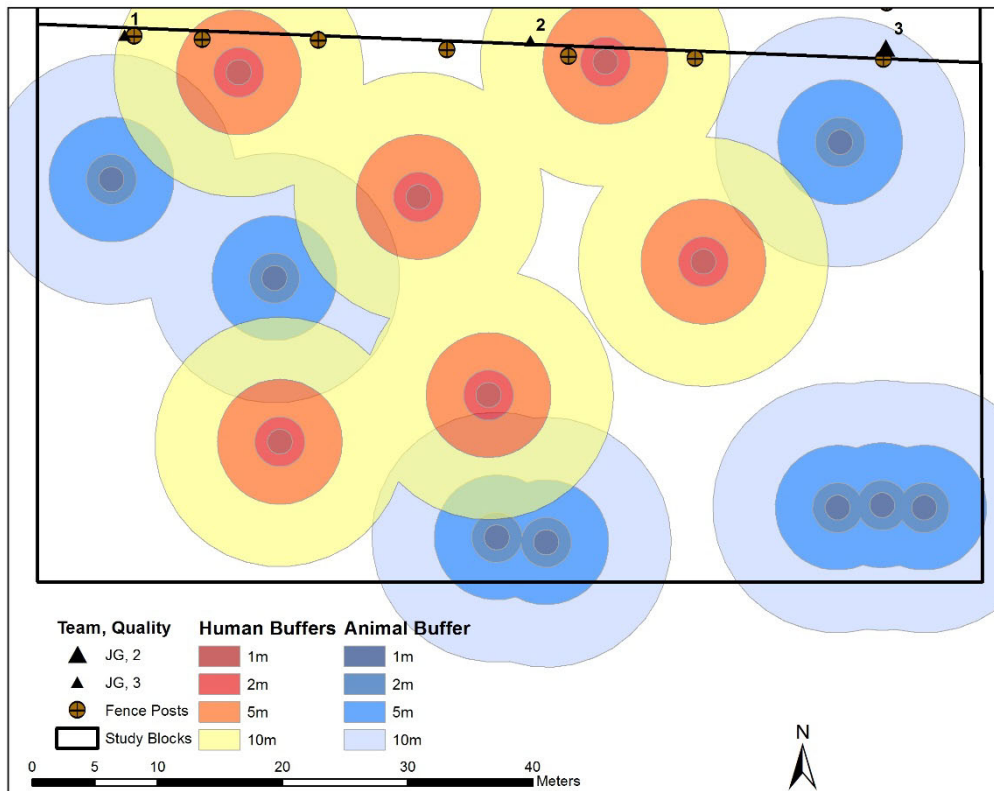 1
2
3
Team, Quality Human Buffers Animal Buffer
JG, 2 1m 1m
JG, 3 2m 2m
Fence Posts 5m 5m
Study Blocks 10m 10m
N
0 5 10 20 30 40
Meters